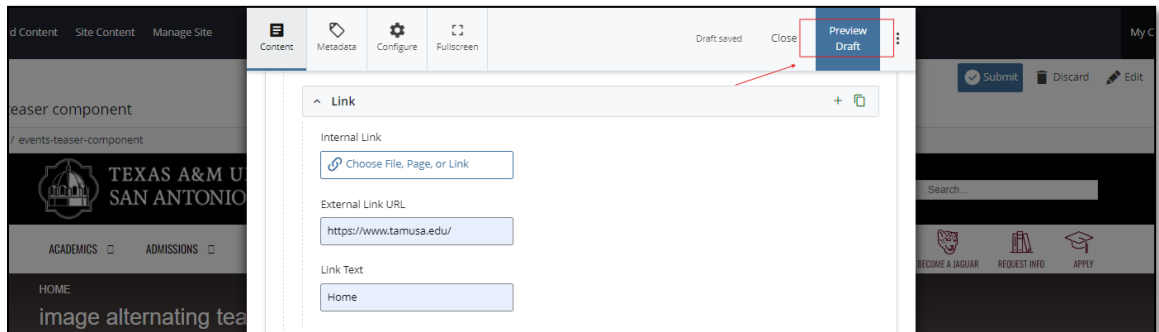 d Content Site Content Manage Site
Content Metadata Configure Fullscreen
Draft saved Close Preview
Draft
My C
Submit Discard Edit
Link
easer component
Internal Link
/ events-teaser-component
Choose File, Page, or Link
TEXAS A&M U
SAN ANTONIO
Search...
External Link URL
https://www.tamusa.edu/
ACADEMICS ADMISSIONS
BECOME A JAGUAR REQUEST INFO APPLY
Link Text
HOME
Home
image alternating tea